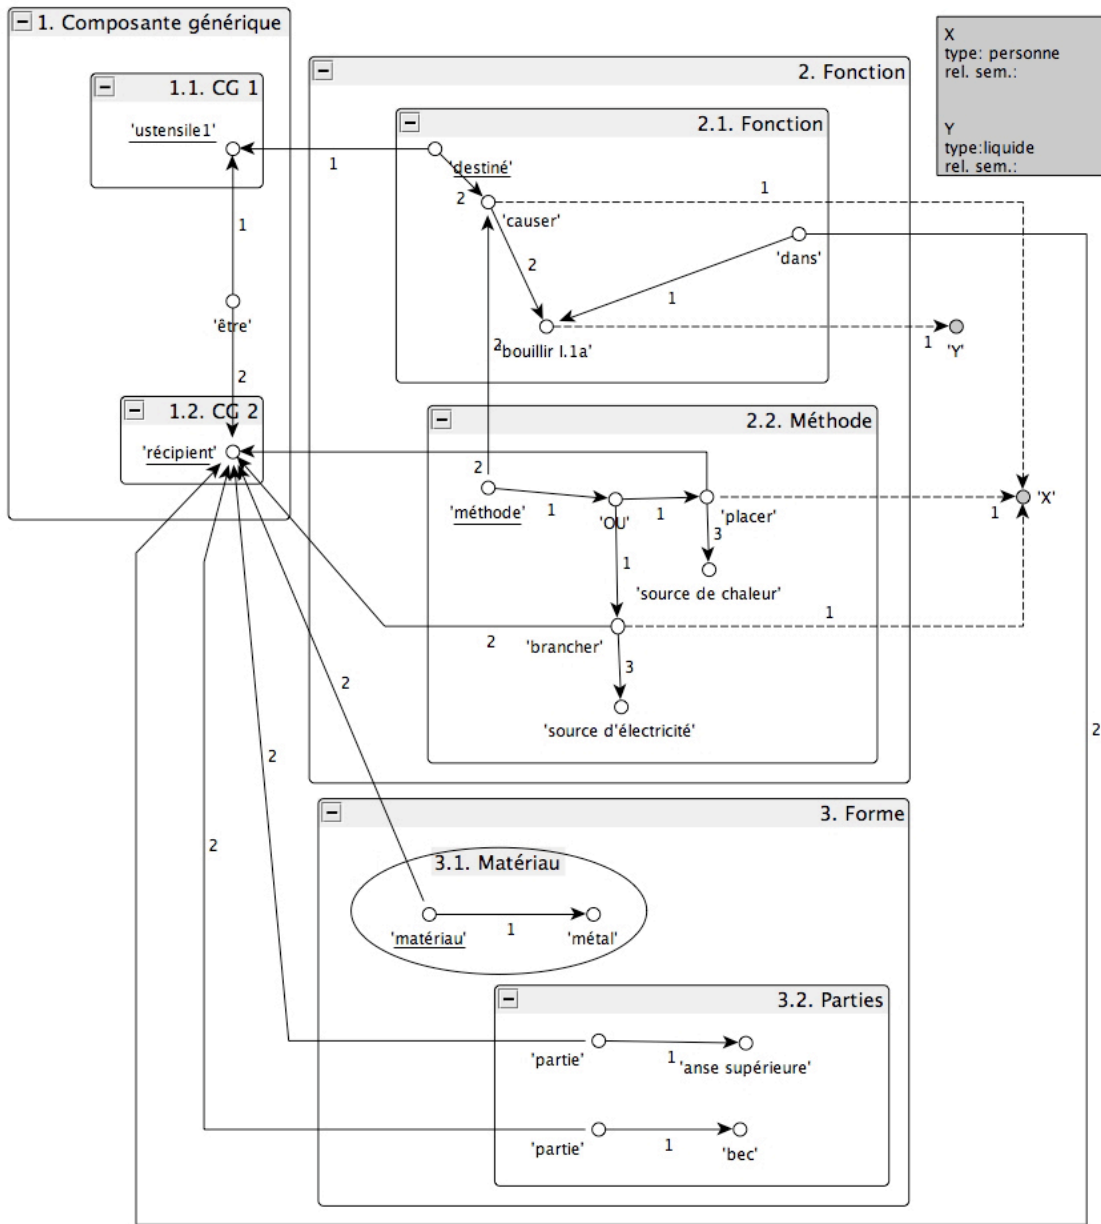 1. Composante générique
1.1. CG 1
'ustensile1'
1
1
'être'
2
1.2. CG 2
'récipient'
2. Fonction
2.1. Fonction
'destiné'
2
'causer'
1
2
'dans'
1
'bouillir I.1a'
2
1
'Y'
X
type: personne
rel. sem.:
Y
type:liquide
rel. sem.:
2.2. Méthode
2
'méthode'
1
'OU'
1
'placer'
1
'X'
3
1
'source de chaleur'
2
'brancher'
1
3
'source d'électricité'
2
2
2
2
3. Forme
3.1. Matériau
'matériau'
1
'métal'
3.2. Parties
'partie'
1
'anse supérieure'
'partie'
1
'bec'